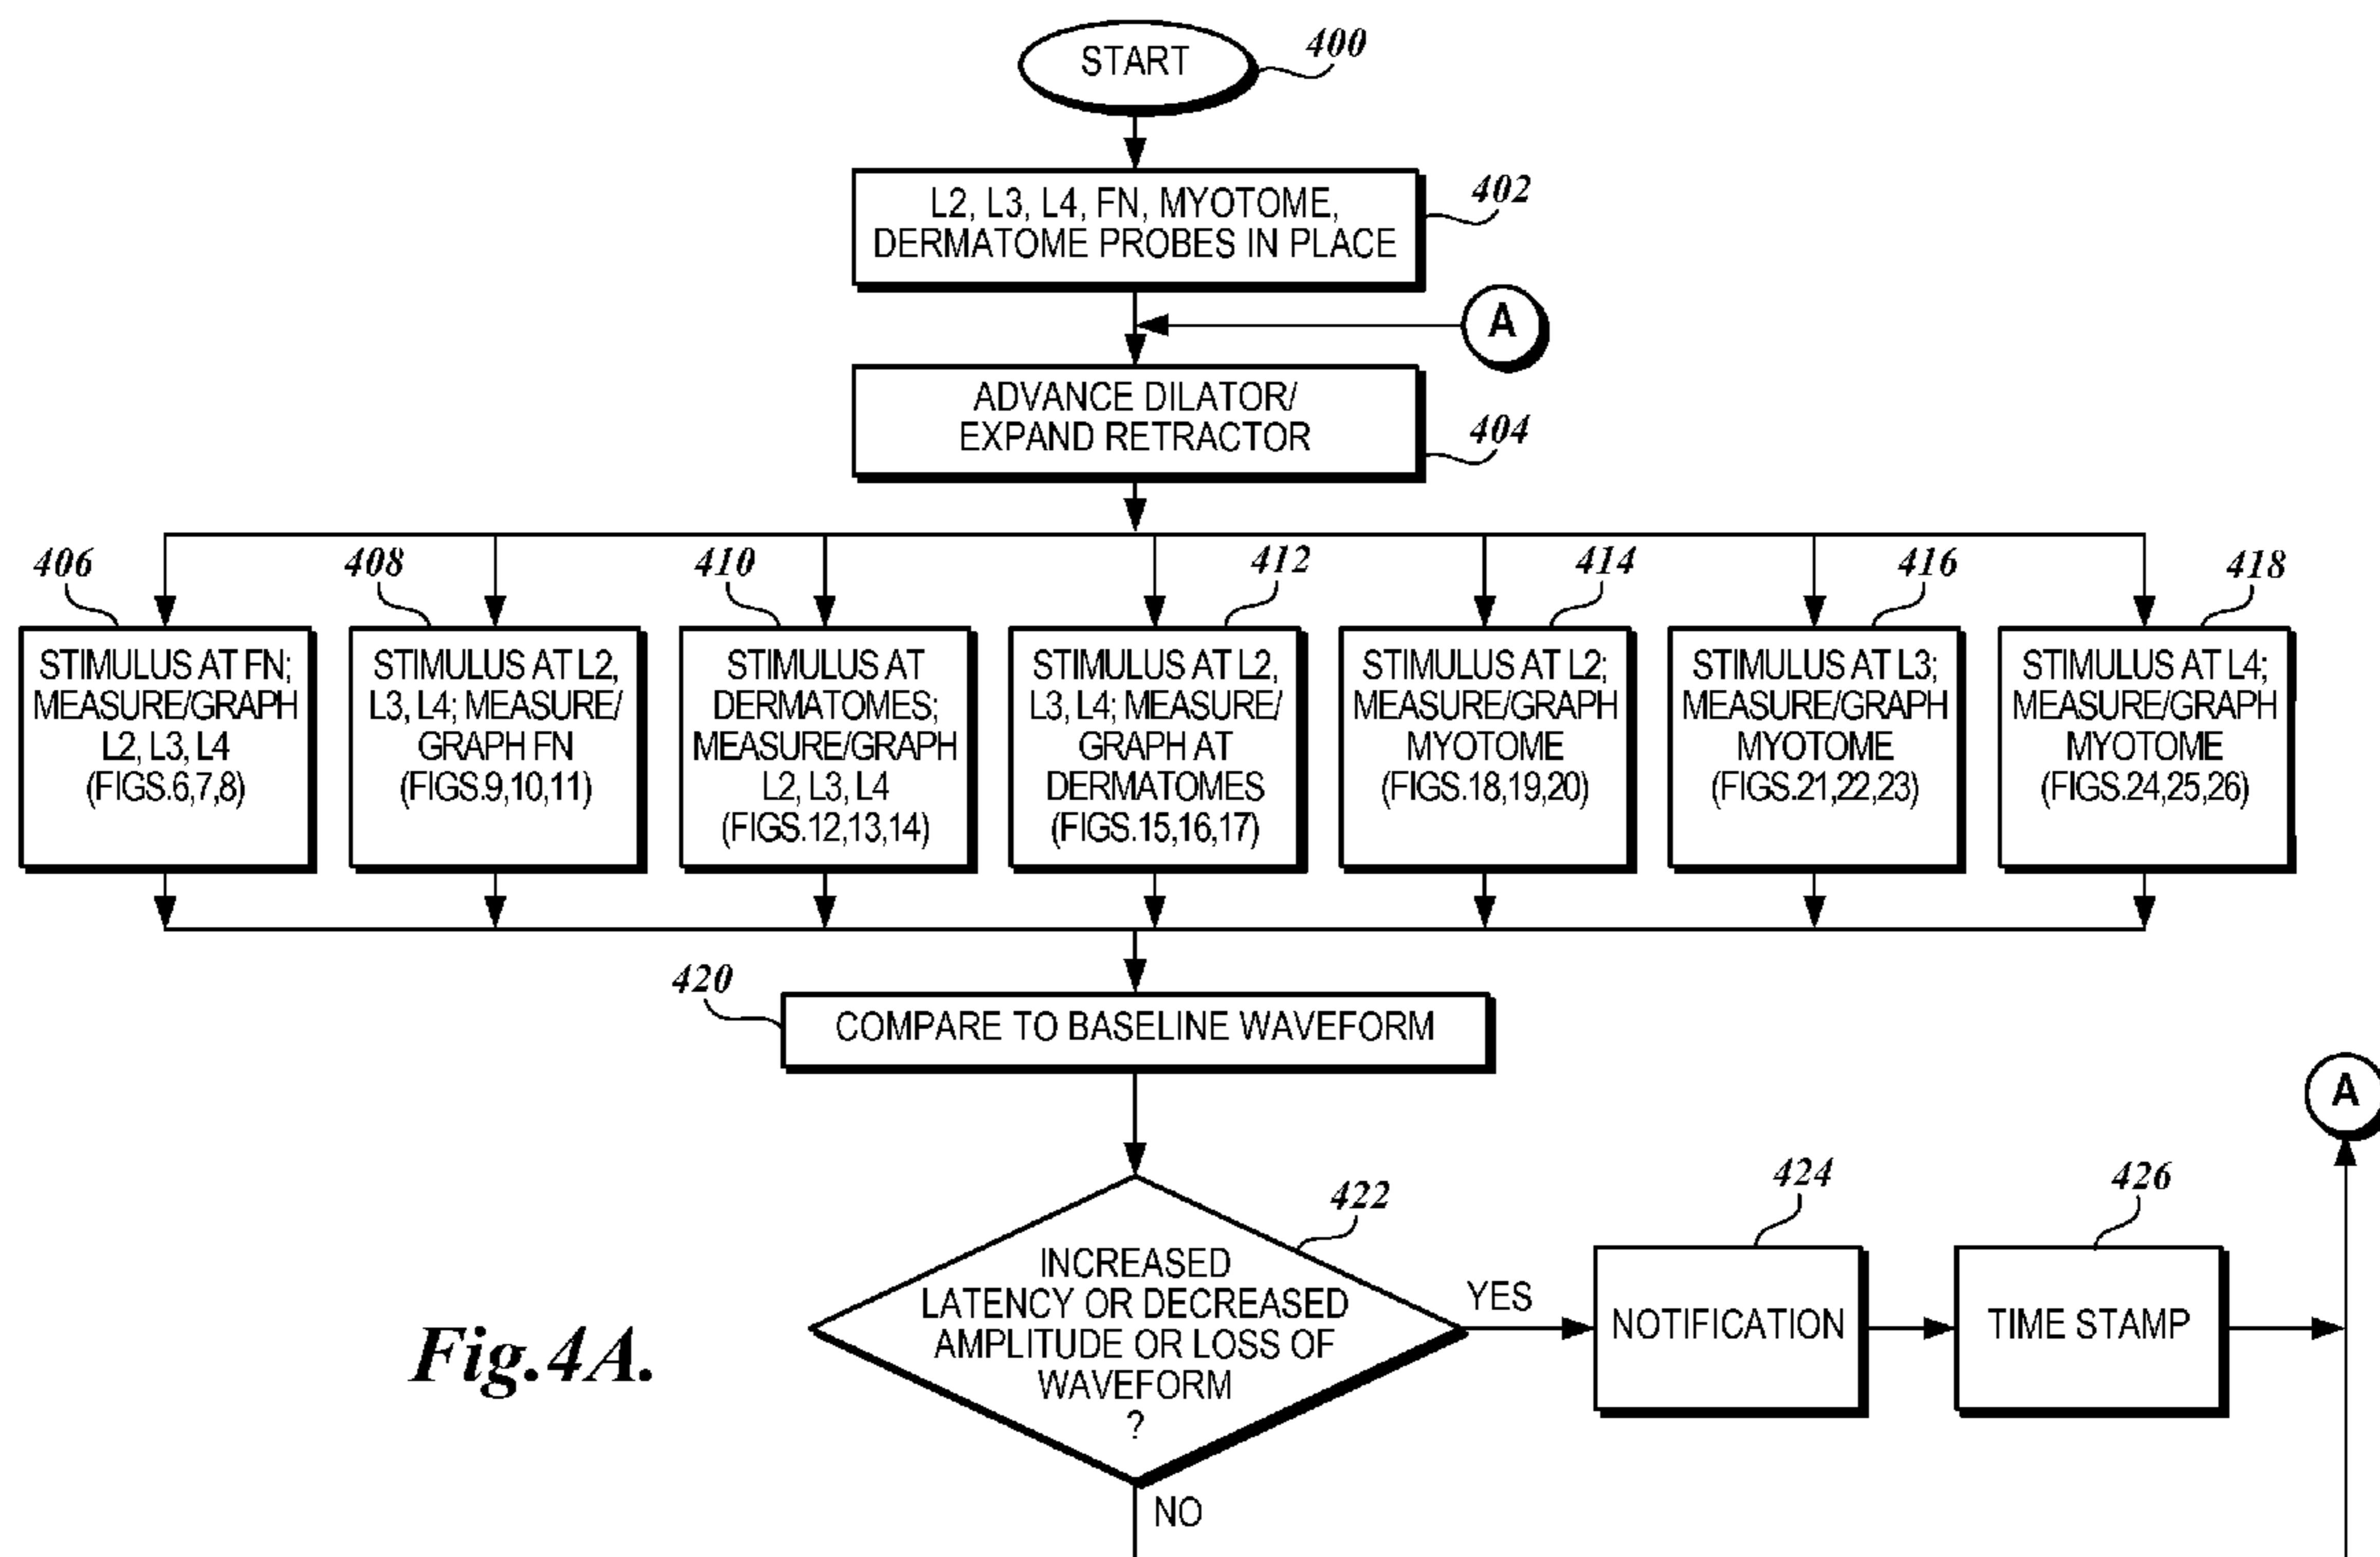 START
400
L2, L3, L4, FN, MYOTOME,
DERMATOME PROBES IN PLACE
402
A
ADVANCE DILATOR/
EXPAND RETRACTOR
404
406
STIMULUS AT FN;
MEASURE/GRAPH
L2, L3, L4
(FIGS.6,7,8)
408
STIMULUS AT L2,
L3, L4; MEASURE/
GRAPH FN
(FIGS.9,10,11)
410
STIMULUS AT
DERMATOMES;
MEASURE/GRAPH
L2, L3, L4
(FIGS.12,13,14)
412
STIMULUS AT L2,
L3, L4; MEASURE/
GRAPH AT
DERMATOMES
(FIGS.15,16,17)
414
STIMULUS AT L2;
MEASURE/GRAPH
MYOTOME
(FIGS.18,19,20)
416
STIMULUS AT L3;
MEASURE/GRAPH
MYOTOME
(FIGS.21,22,23)
418
STIMULUS AT L4;
MEASURE/GRAPH
MYOTOME
(FIGS.24,25,26)
420
COMPARE TO BASELINE WAVEFORM
A
422
INCREASED
LATENCY OR DECREASED
AMPLITUDE OR LOSS OF
WAVEFORM
?
YES
424
NOTIFICATION
426
TIME STAMP
Fig.4A.
NO